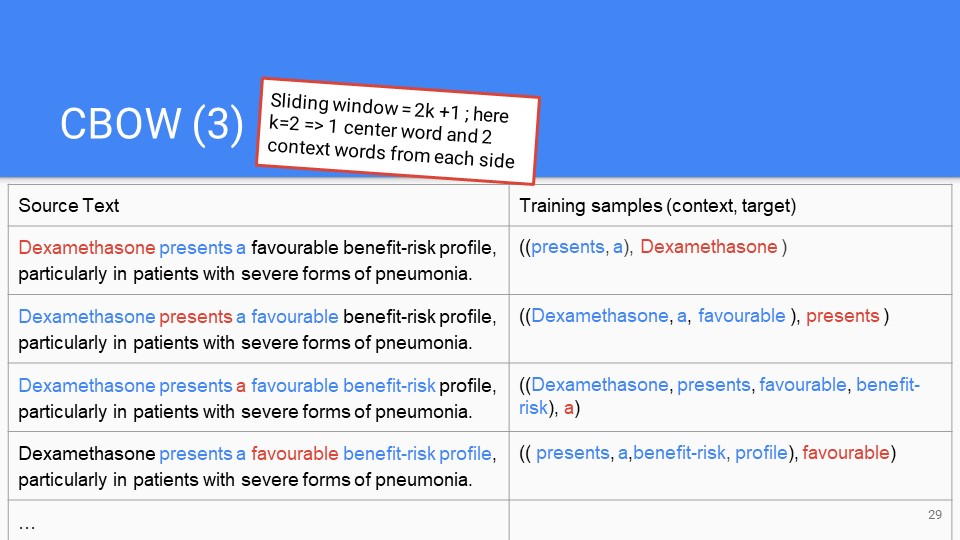 CBOW (3)
Sliding window = 2k +1 ; here
k=2 => 1 center word and 2
context words from each side
Source Text
Training samples (context, target)
Dexamethasone presents a favourable benefit-risk profile,
particularly in patients with severe forms of pneumonia.
((presents, a), Dexamethasone )
Dexamethasone presents a favourable benefit-risk profile,
particularly in patients with severe forms of pneumonia.
((Dexamethasone, a, favourable ), presents )
Dexamethasone presents a favourable benefit-risk profile,
particularly in patients with severe forms of pneumonia.
((Dexamethasone, presents, favourable, benefit-
risk), a)
Dexamethasone presents a favourable benefit-risk profile,
particularly in patients with severe forms of pneumonia.
(( presents, a,benefit-risk, profile), favourable)
…
29